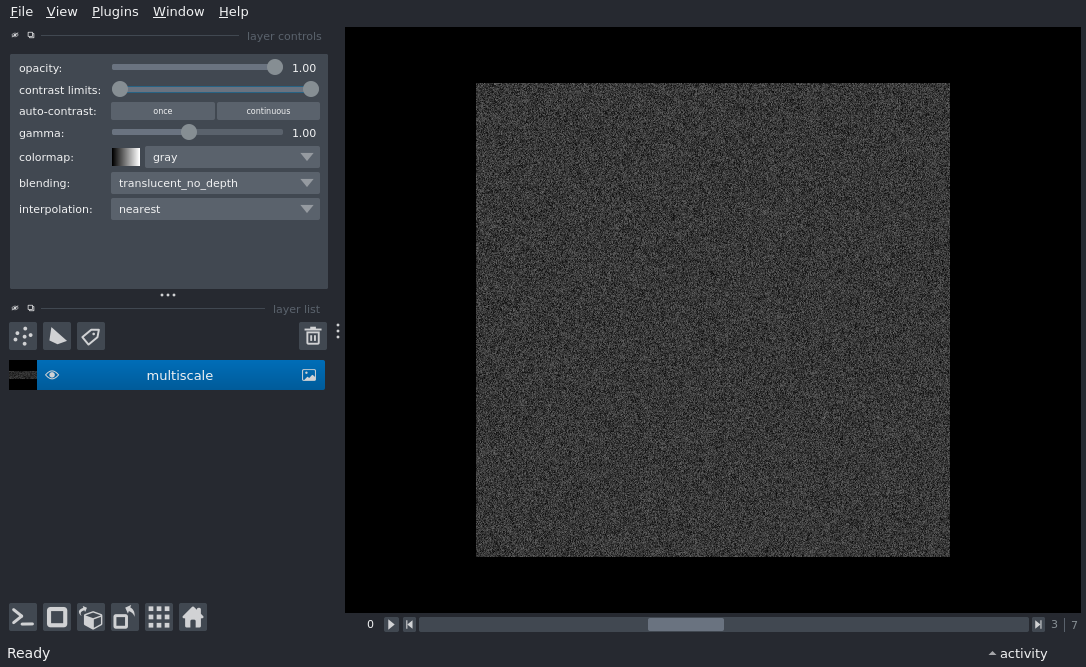 File View Plugins Window Help
layer controls
opacity: 1.00
contrast limits:
auto-contrast: once continuous
gamma: 1.00
colormap: gray
blending: translucent_no_depth
interpolation: nearest
layer list
multiscale
0 3 7
Ready activity